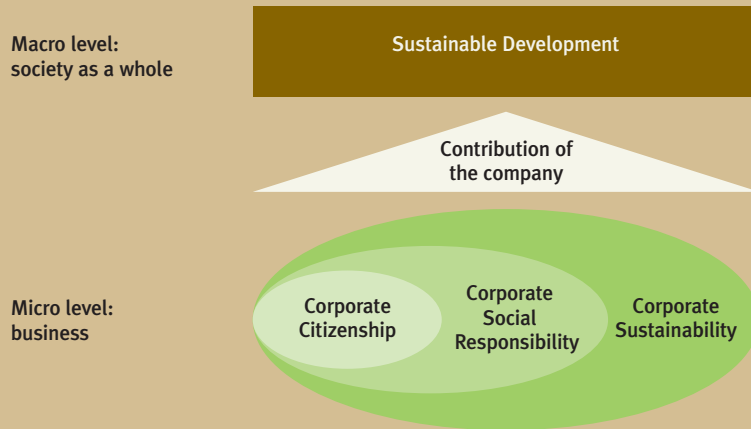 Macro level:
society as a whole
Sustainable Development
Contribution of
the company
Micro level:
business
Corporate
Citizenship
Corporate
Social
Responsibility
Corporate
Sustainability